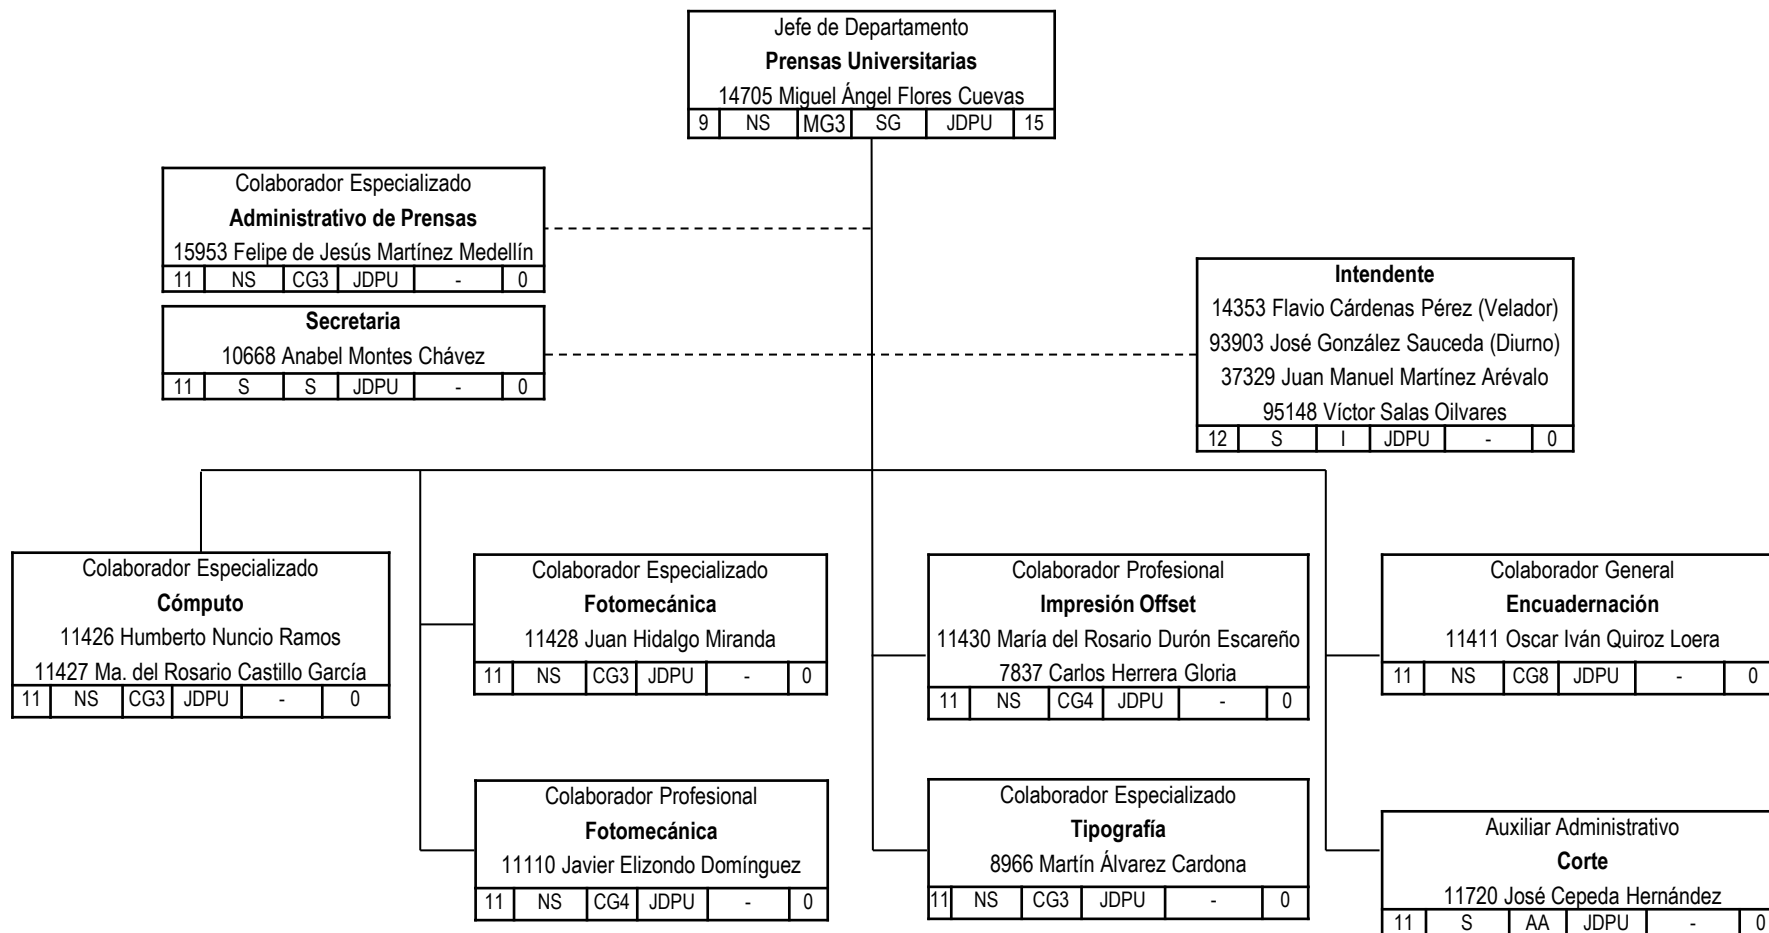 Jefe de Departamento
Prensas Universitarias
14705 Miguel Ángel Flores Cuevas
9 NS MG3 SG JDPU 15
Colaborador Especializado
Administrativo de Prensas
15953 Felipe de Jesús Martínez Medellín
11 NS CG3 JDPU - 0
Secretaria
10668 Anabel Montes Chávez
11 S S JDPU - 0
Intendente
14353 Flavio Cárdenas Pérez (Velador)
93903 José González Sauceda (Diurno)
37329 Juan Manuel Martínez Arévalo
95148 Víctor Salas Oilvares
12 S I JDPU - 0
Colaborador Especializado
Cómputo
11426 Humberto Nuncio Ramos
11427 Ma. del Rosario Castillo García
11 NS CG3 JDPU - 0
Colaborador Especializado
Fotomecánica
11428 Juan Hidalgo Miranda
11 NS CG3 JDPU - 0
Colaborador Profesional
Impresión Offset
11430 María del Rosario Durón Escareño
7837 Carlos Herrera Gloria
11 NS CG4 JDPU - 0
Colaborador General
Encuadernación
11411 Oscar Iván Quiroz Loera
11 NS CG8 JDPU - 0
Colaborador Profesional
Fotomecánica
11110 Javier Elizondo Domínguez
11 NS CG4 JDPU - 0
Colaborador Especializado
Tipografía
8966 Martín Álvarez Cardona
11 NS CG3 JDPU - 0
Auxiliar Administrativo
Corte
11720 José Cepeda Hernández
11 S AA JDPU - 0